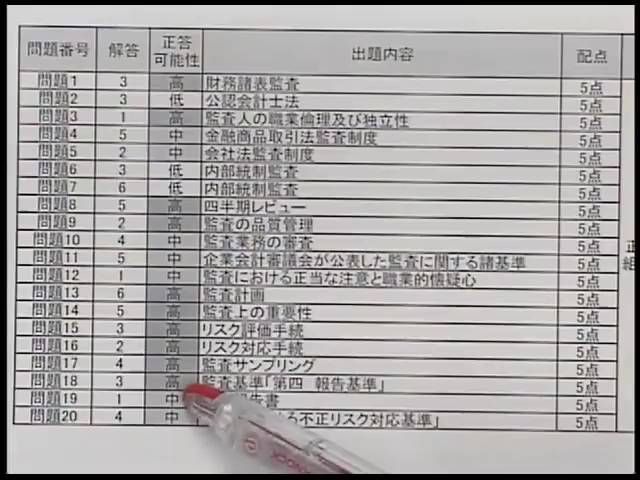 問題番号 解答 正答可能性 出題内容 配点
問題1 3 高 財務諸表監査 5点
問題2 3 低 公認会計士法 5点
問題3 1 高 監査人の職業倫理及び独立性 5点
問題4 5 中 金融商品取引法監査制度 5点
問題5 2 中 会社法監査制度 5点
問題6 3 低 内部統制監査 5点
問題7 6 低 内部統制監査 5点
問題8 5 高 四半期レビュー 5点
問題9 2 高 監査の品質管理 5点
問題10 4 中 監査業務の審査 5点
問題11 5 中 企業会計審議会が公表した監査に関する諸基準 5点
問題12 1 中 監査における正当な注意と職業的懐疑心 5点
問題13 6 高 監査計画 5点
問題14 5 高 監査上の重要性 5点
問題15 3 高 リスク評価手続 5点
問題16 2 高 リスク対応手続 5点
問題17 4 高 監査サンプリング 5点
問題18 3 高 監査基準「第四 報告基準」 5点
問題19 1 中 報告書 5点
問題20 4 中 る不正リスク対応基準」 5点